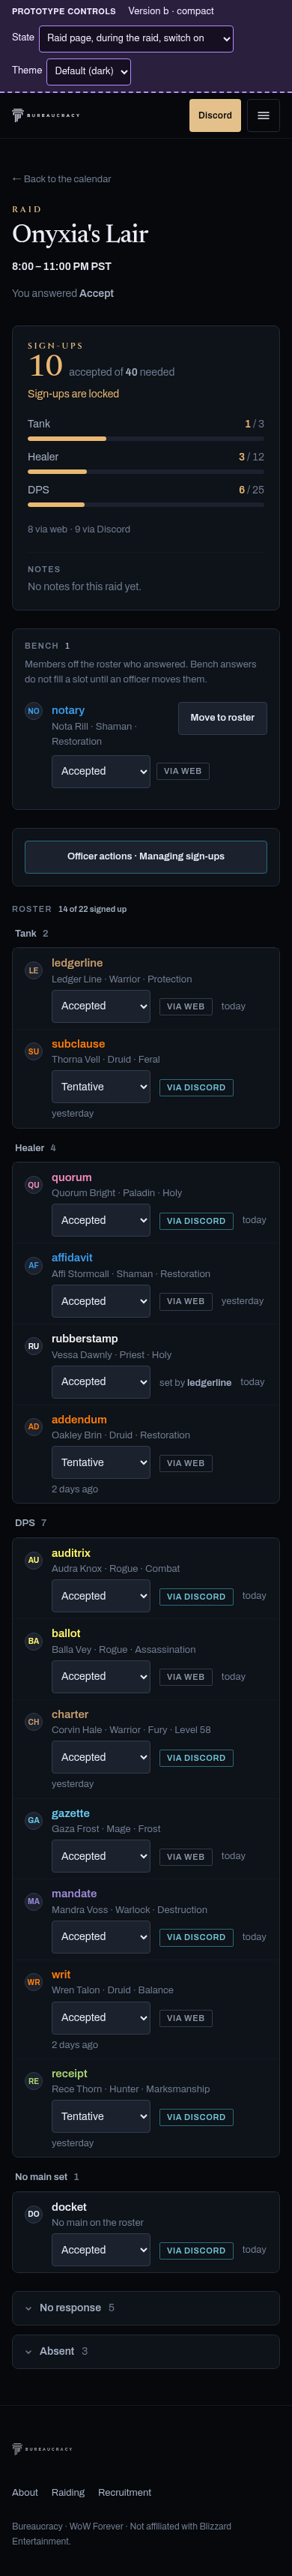 PROTOTYPE CONTROLS Version b · compact
State Raid page, during the raid, switch on
Theme Default (dark)
BUREAUCRACY Discord
← Back to the calendar
RAID
Onyxia's Lair
8:00 – 11:00 PM PST
You answered Accept
SIGN-UPS
10 accepted of 40 needed
Sign-ups are locked
Tank 1 / 3
Healer 3 / 12
DPS 6 / 25
8 via web · 9 via Discord
NOTES
No notes for this raid yet.
BENCH 1
Members off the roster who answered. Bench answers
do not fill a slot until an officer moves them.
NO notary Move to roster
Nota Rill · Shaman ·
Restoration
Accepted VIA WEB
Officer actions · Managing sign-ups
ROSTER 14 of 22 signed up
Tank 2
LE ledgerline
Ledger Line · Warrior · Protection
Accepted VIA WEB today
SU subclause
Thorna Vell · Druid · Feral
Tentative VIA DISCORD
yesterday
Healer 4
QU quorum
Quorum Bright · Paladin · Holy
Accepted VIA DISCORD today
AF affidavit
Affi Stormcall · Shaman · Restoration
Accepted VIA WEB yesterday
RU rubberstamp
Vessa Dawnly · Priest · Holy
Accepted set by ledgerline today
AD addendum
Oakley Brin · Druid · Restoration
Tentative VIA WEB
2 days ago
DPS 7
AU auditrix
Audra Knox · Rogue · Combat
Accepted VIA DISCORD today
BA ballot
Balla Vey · Rogue · Assassination
Accepted VIA WEB today
CH charter
Corvin Hale · Warrior · Fury · Level 58
Accepted VIA DISCORD
yesterday
GA gazette
Gaza Frost · Mage · Frost
Accepted VIA WEB today
MA mandate
Mandra Voss · Warlock · Destruction
Accepted VIA DISCORD today
WR writ
Wren Talon · Druid · Balance
Accepted VIA WEB
2 days ago
RE receipt
Rece Thorn · Hunter · Marksmanship
Tentative VIA DISCORD
yesterday
No main set 1
DO docket
No main on the roster
Accepted VIA DISCORD today
No response 5
Absent 3
BUREAUCRACY
About Raiding Recruitment
Bureaucracy · WoW Forever · Not affiliated with Blizzard
Entertainment.